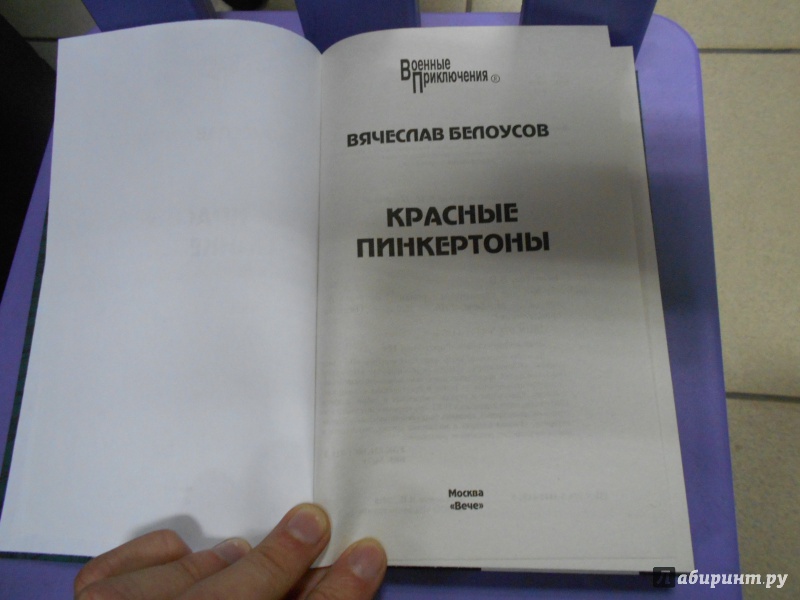 Военные
Приключения®
ВЯЧЕСЛАВ БЕЛОУСОВ
КРАСНЫЕ
ПИНКЕРТОНЫ
Москва
«Вече»
Лабиринт.ру